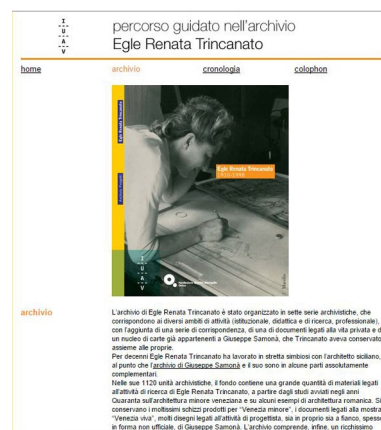 I
U
A
V
percorso guidato nell'archivio
Egle Renata Trincanato
home
archivio
cronologia
colophon
Egle Renata Trincanato
1910-1998
I
U
A
V
archivio
L'archivio di Egle Renata Trincanato è stato organizzato in sette serie archivistiche, che
corrispondono ai diversi ambiti di attività (istituzionale, didattica e di ricerca, professionale),
con l'aggiunta di una serie di corrispondenza, di una di documenti legati alla vita privata e d
un nucleo di carte già appartenenti a Giuseppe Samonà, che Trincanato aveva conservato
assieme alle proprie.
Per decenni Egle Renata Trincanato ha lavorato in stretta simbiosi con l'architetto siciliano,
al punto che l'archivio di Giuseppe Samonà e il suo sono in alcune parti assolutamente
complementari.
Nelle sue 1120 unità archivistiche, il fondo contiene una grande quantità di materiali legati
all'attività di ricerca di Egle Renata Trincanato, a partire dagli studi avviati negli anni
Quaranta sull'architettura minore veneziana e su alcuni esempi di architettura romanica. Si
conservano i moltissimi schizzi prodotti per "Venezia minore", i documenti legati alla mostra
"Venezia viva", molti disegni legati all'attività di progettista, sia in proprio sia a fianco, spesso
in forma non ufficiale, di Giuseppe Samonà. L'archivio comprende, infine, un ricchissimo